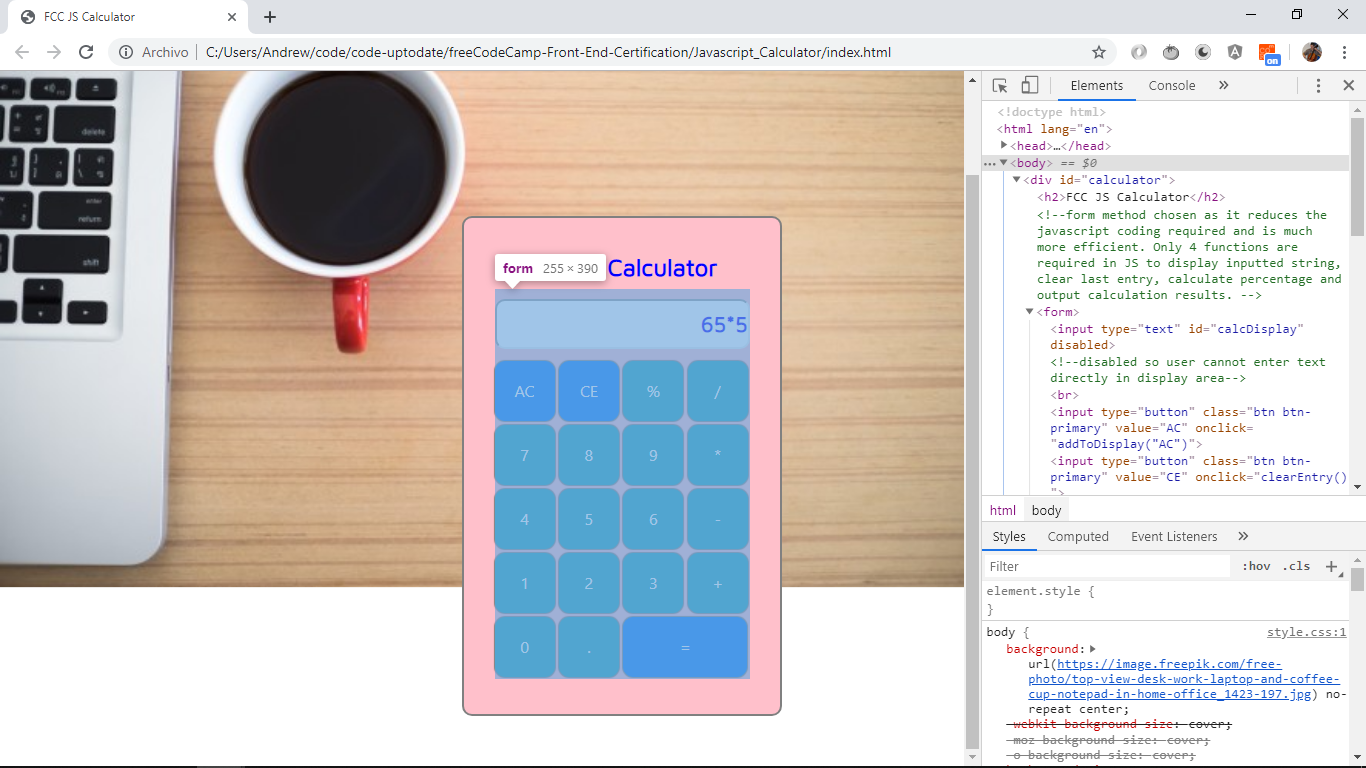 FCC JS Calculator
Archivo
C:/Users/Andrew/code/code-uptodate/freeCodeCamp-Front-End-Certification/Javascript_Calculator/index.html
on
delete
enter
return
shift
form 255 × 390
Calculator
65*5
AC CE % /
7 8 9 *
4 5 6 -
1 2 3 +
0 . =
Elements Console
<!doctype html>
<html lang="en">
<head>…</head>
<body> == $0
<div id="calculator">
<h2>FCC JS Calculator</h2>
<!--form method chosen as it reduces the
javascript coding required and is much
more efficient. Only 4 functions are
required in JS to display inputted string,
clear last entry, calculate percentage and
output calculation results. -->
<form>
<input type="text" id="calcDisplay"
disabled>
<!--disabled so user cannot enter text
directly in display area-->
<br>
<input type="button" class="btn btn-
primary" value="AC" onclick=
"addToDisplay("AC")">
<input type="button" class="btn btn-
primary" value="CE" onclick="clearEntry()
">
html body
Styles Computed Event Listeners
Filter :hov .cls
element.style {
}
body { style.css:1
background:
url(https://image.freepik.com/free-
photo/top-view-desk-work-laptop-and-coffee-
cup-notepad-in-home-office_1423-197.jpg) no-
repeat center;
-webkit-background-size: cover;
-moz-background-size: cover;
-o-background-size: cover;